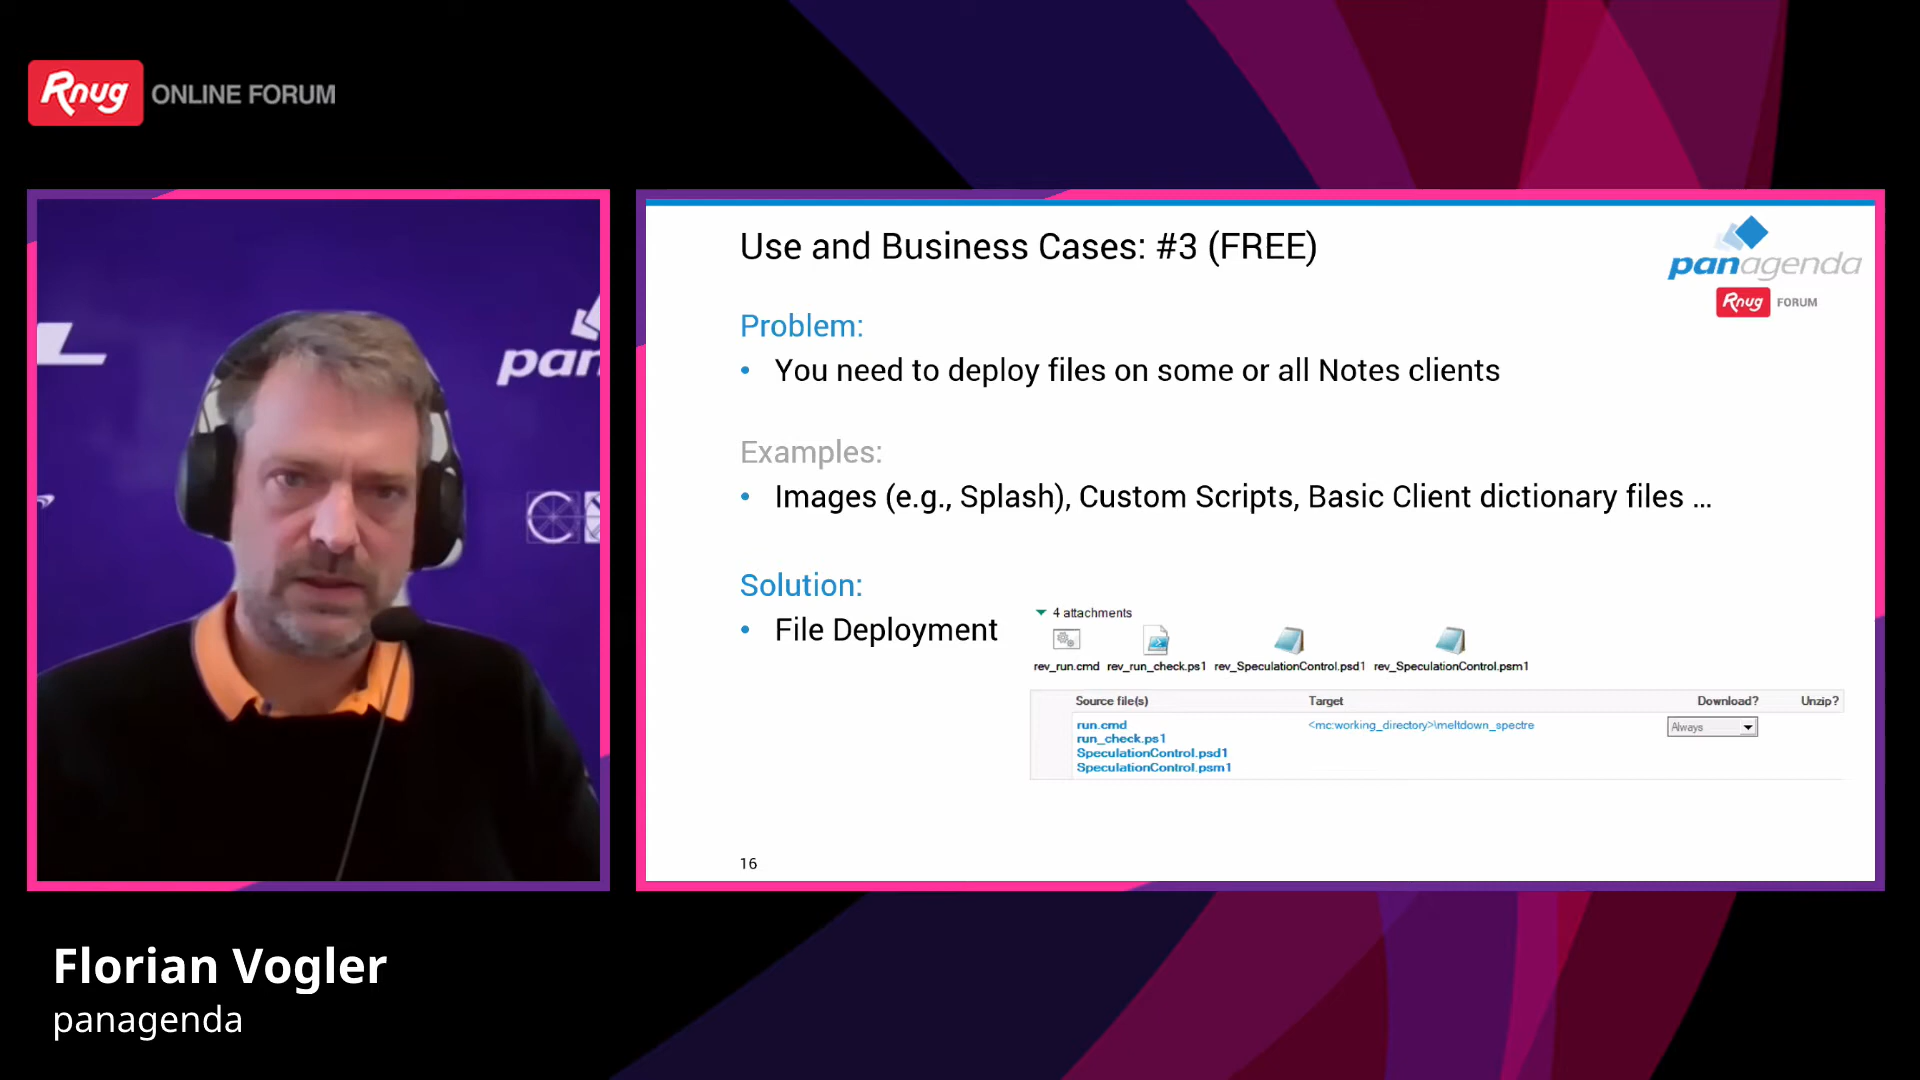 Rnug ONLINE FORUM
pan
Use and Business Cases: #3 (FREE)
panagenda
Rnug FORUM
Problem:
• You need to deploy files on some or all Notes clients
Examples:
• Images (e.g., Splash), Custom Scripts, Basic Client dictionary files ...
Solution:
• File Deployment
4 attachments
rev_run.cmd rev_run_check.ps1 rev_SpeculationControl.psd1 rev_SpeculationControl.psm1
Source file(s) Target Download? Unzip?
run.cmd <mc:working_directory>\meltdown_spectre Always
run_check.ps1
SpeculationControl.psd1
SpeculationControl.psm1
16
Florian Vogler
panagenda